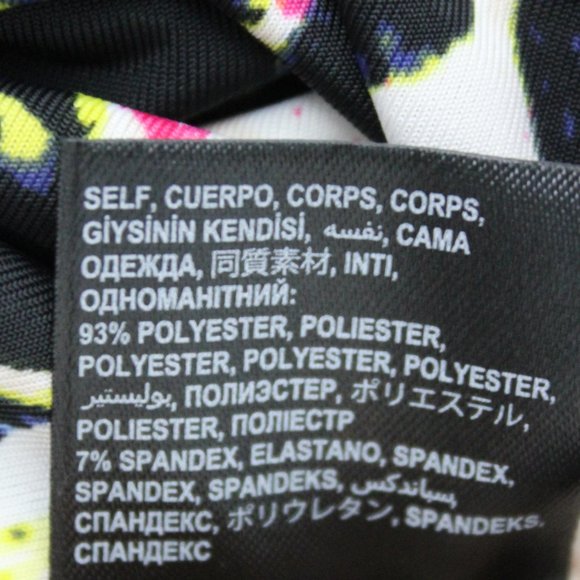 SELF, CUERPO, CORPS, CORPS,
GİYSİNİN KENDİSİ, نفسه, CAMA
ОДЕЖДА, 同質素材, INTI,
ОДНОМАНІТНИЙ:
93% POLYESTER, POLIESTER,
POLYESTER, POLYESTER, POLYESTER,
بوليستير, ПОЛИЭСТЕР, ポリエステル,
POLIESTER, ПОЛІЕСТР
7% SPANDEX, ELASTANO, SPANDEX,
SPANDEX, SPANDEKS, سباندكس,
СПАНДЕКС, ポリウレタン, SPANDEKS,
СПАНДЕКС